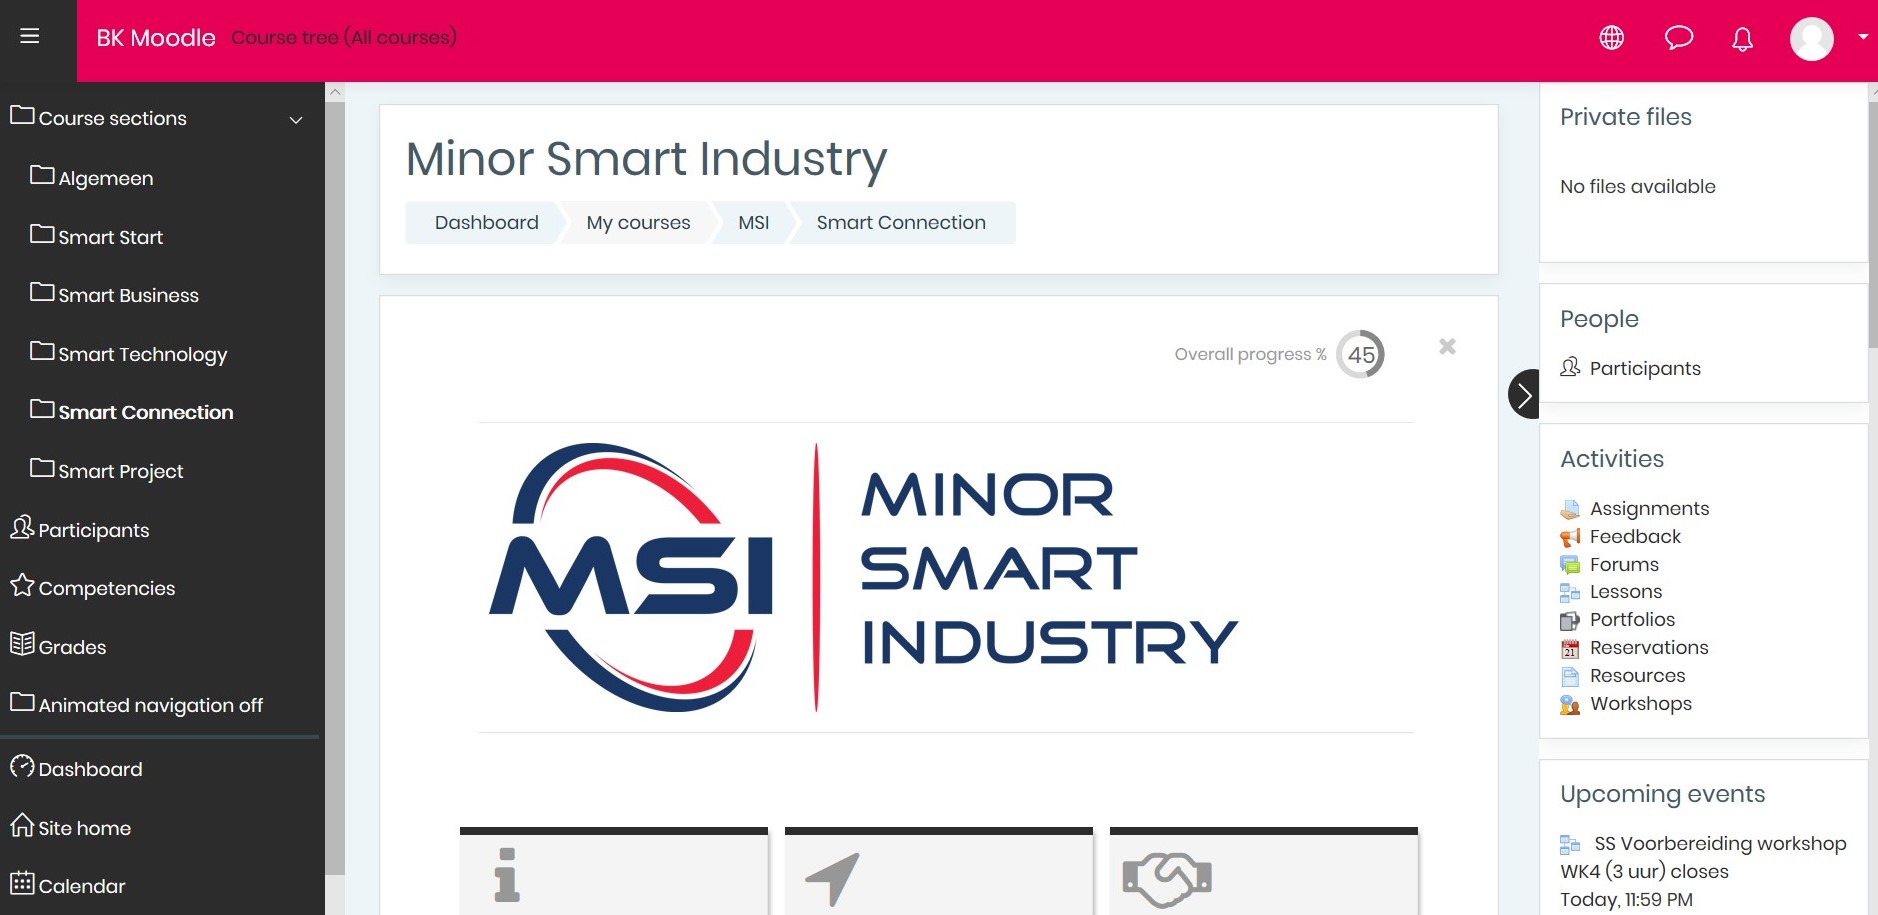 BK Moodle Course tree (All courses)
Course sections
Algemeen
Smart Start
Smart Business
Smart Technology
Smart Connection
Smart Project
Participants
Competencies
Grades
Animated navigation off
Dashboard
Site home
Calendar
Minor Smart Industry
Dashboard My courses MSI Smart Connection
Overall progress % 45
MSI
MINOR
SMART
INDUSTRY
Private files
No files available
People
Participants
Activities
Assignments
Feedback
Forums
Lessons
Portfolios
21 Reservations
Resources
Workshops
Upcoming events
SS Voorbereiding workshop
WK4 (3 uur) closes
Today, 11:59 PM